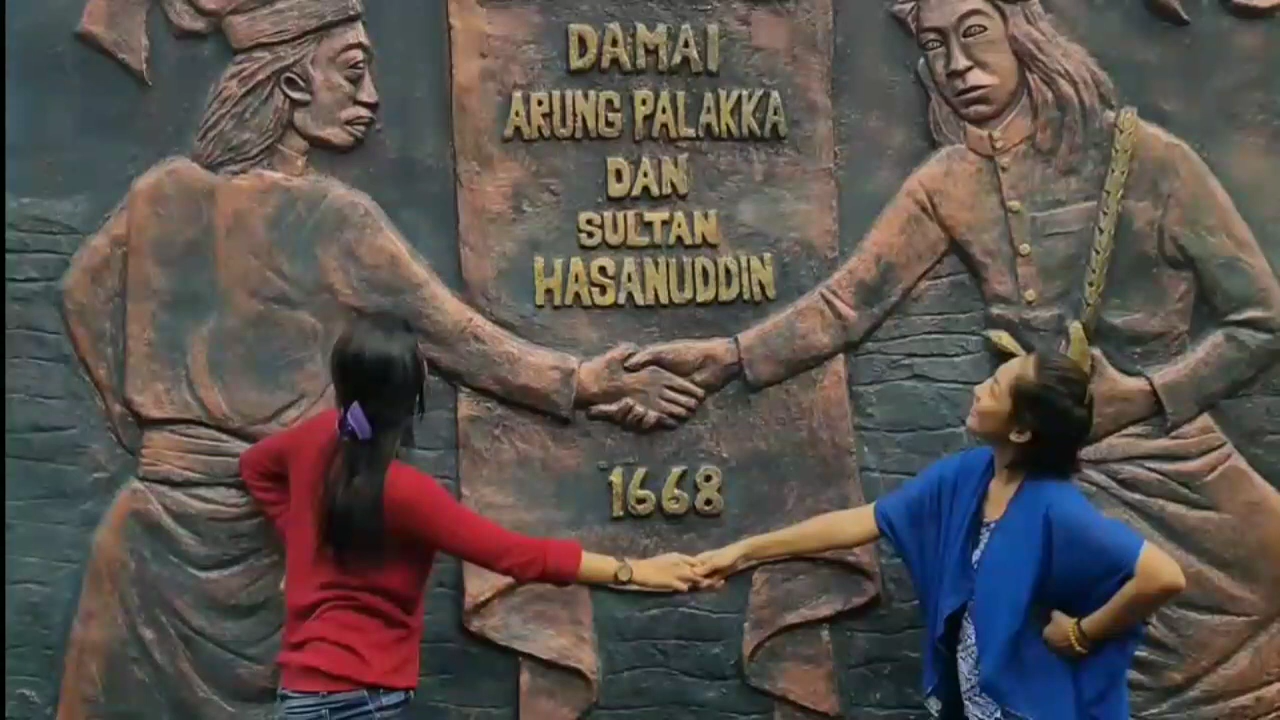 DAMAI
ARUNG PALAKKA
DAN
SULTAN
HASANUDDIN
1668